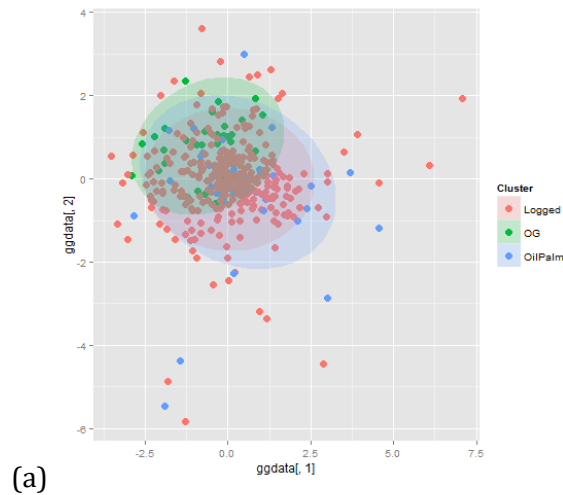 4
2
0
-2
-4
-6
ggdata[, 2]
-2.5
0.0
2.5
5.0
7.5
ggdata[, 1]
Cluster
Logged
OG
OilPalm
(a)